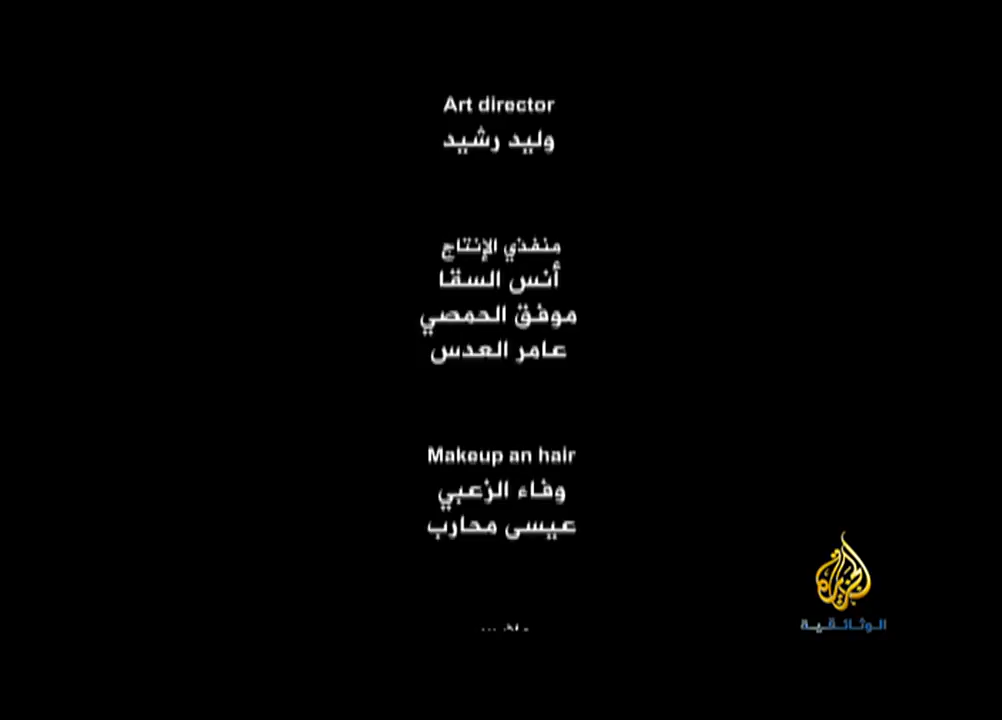 Art director
وليد رشيد
منفذي الإنتاج
أنس السقا
موفق الحمصي
عامر العدس
Makeup an hair
وفاء الزعبي
عيسى محارب
الجزيرة
الوثائقية